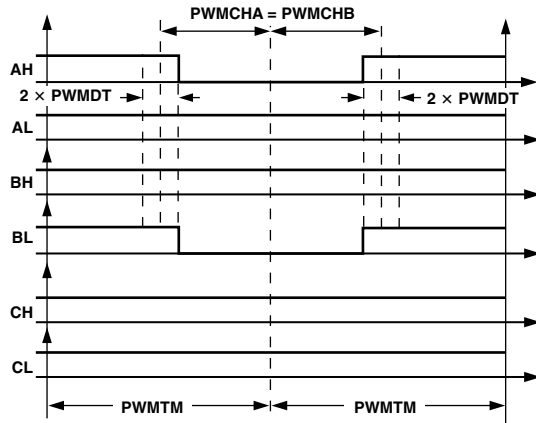 PWMCHA = PWMCHB
AH
2 × PWMDT
2 × PWMDT
AL
BH
BL
CH
CL
PWMTM
PWMTM